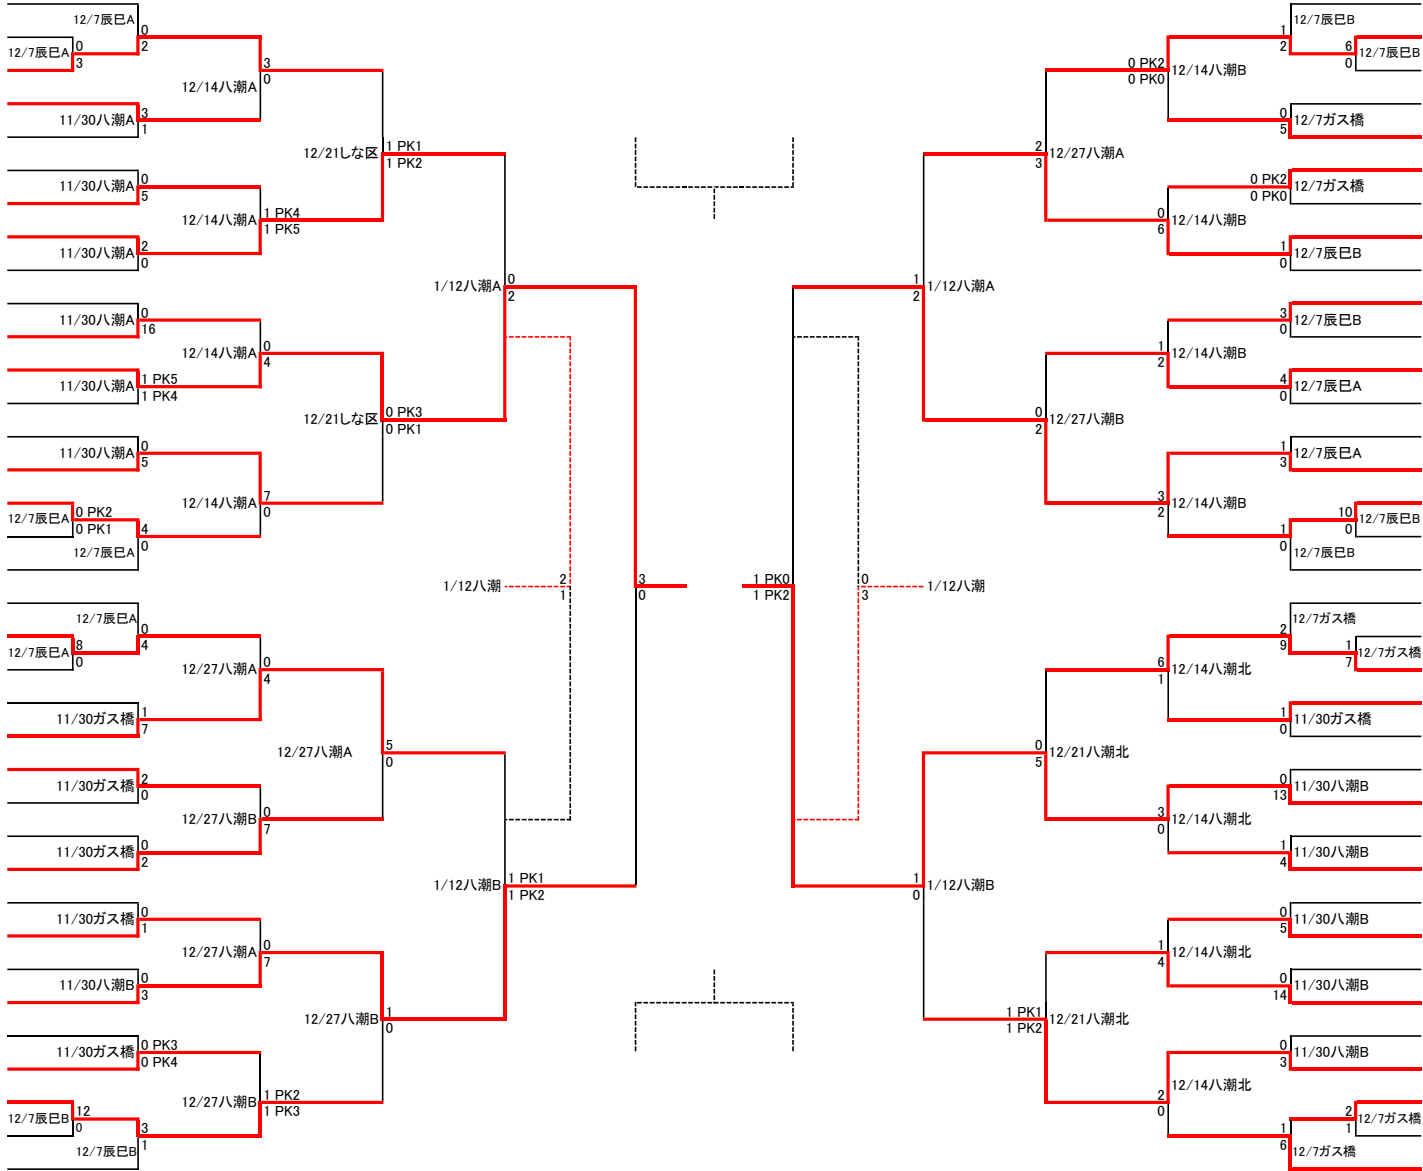 12/7辰巳A
0
2
12/7辰巳A
0
3
12/14八潮A
3
0
11/30八潮A
3
1
12/21しな区
1 PK1
1 PK2
11/30八潮A
0
5
12/14八潮A
1 PK4
1 PK5
11/30八潮A
2
0
1/12八潮A
0
2
11/30八潮A
0
16
12/14八潮A
0
4
11/30八潮A
1 PK5
1 PK4
12/21しな区
0 PK3
0 PK1
11/30八潮A
0
5
12/14八潮A
7
0
12/7辰巳A
0 PK2
0 PK1
4
0
12/7辰巳A
1/12八潮
2
1
3
0
12/7辰巳A
0
4
12/7辰巳A
8
0
12/27八潮A
0
4
11/30ガス橋
1
7
12/27八潮A
5
0
11/30ガス橋
2
0
12/27八潮B
0
7
11/30ガス橋
0
2
1/12八潮B
1 PK1
1 PK2
11/30ガス橋
0
1
12/27八潮A
0
7
11/30八潮B
0
3
12/27八潮B
1
0
11/30ガス橋
0 PK3
0 PK4
12/27八潮B
1 PK2
1 PK3
12/7辰巳B
12
0
3
1
12/7辰巳B
12/7辰巳B
1
2
6
0
12/7辰巳B
0 PK2
0 PK0
12/14八潮B
0
5
12/7ガス橋
2
3
12/27八潮A
0 PK2
0 PK0
12/7ガス橋
0
6
12/14八潮B
1
0
12/7辰巳B
1
2
1/12八潮A
3
0
12/7辰巳B
1
2
12/14八潮B
4
0
12/7辰巳A
0
2
12/27八潮B
1
3
12/7辰巳A
3
2
12/14八潮B
10
0
12/7辰巳B
1
0
12/7辰巳B
1 PK0
1 PK2
0
3
1/12八潮
12/7ガス橋
2
9
1
7
12/7ガス橋
6
1
12/14八潮北
1
0
11/30ガス橋
0
5
12/21八潮北
0
13
11/30八潮B
3
0
12/14八潮北
1
4
11/30八潮B
1
0
1/12八潮B
0
5
11/30八潮B
1
4
12/14八潮北
0
14
11/30八潮B
1 PK1
1 PK2
12/21八潮北
0
3
11/30八潮B
2
0
12/14八潮北
2
1
12/7ガス橋
1
6
12/7ガス橋